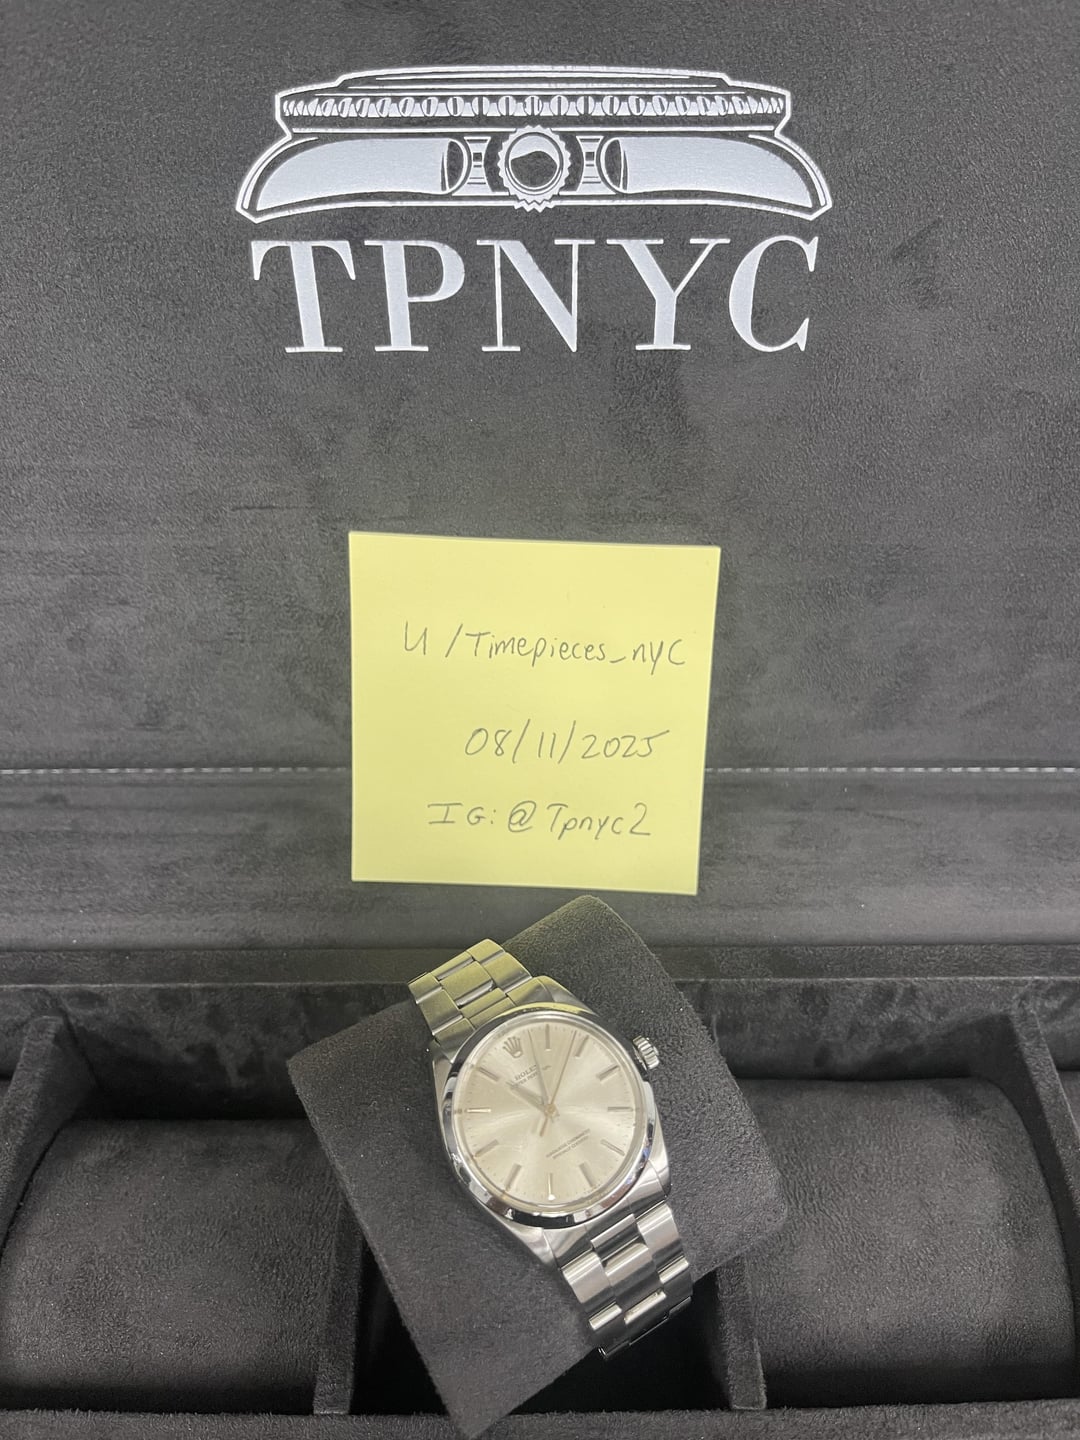 TPNYC
u/Timepieces_nyc
08/11/2025
IG: @Tpnyc2
ROLEX